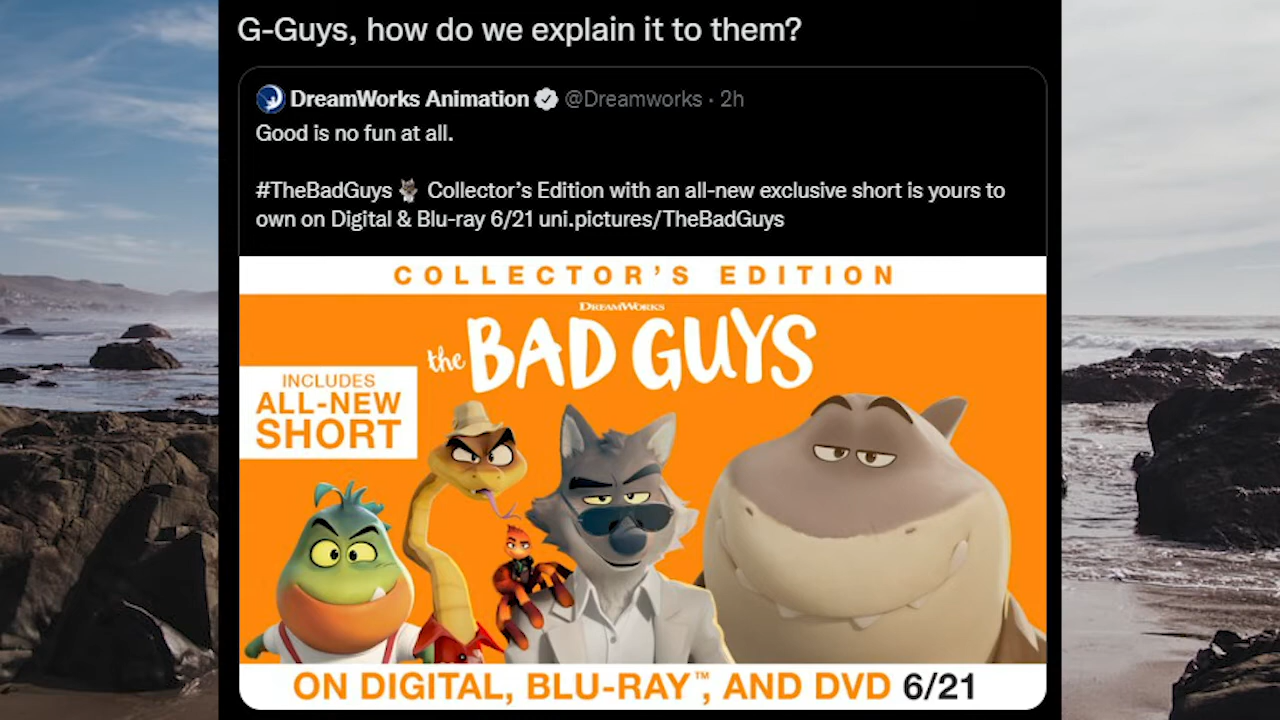 G-Guys, how do we explain it to them?
DreamWorks Animation @Dreamworks · 2h
Good is no fun at all.
#TheBadGuys Collector's Edition with an all-new exclusive short is yours to
own on Digital & Blu-ray 6/21 uni.pictures/TheBadGuys
COLLECTOR'S EDITION
DREAMWORKS
the BAD GUYS
INCLUDES
ALL-NEW
SHORT
ON DIGITAL, BLU-RAY™, AND DVD 6/21